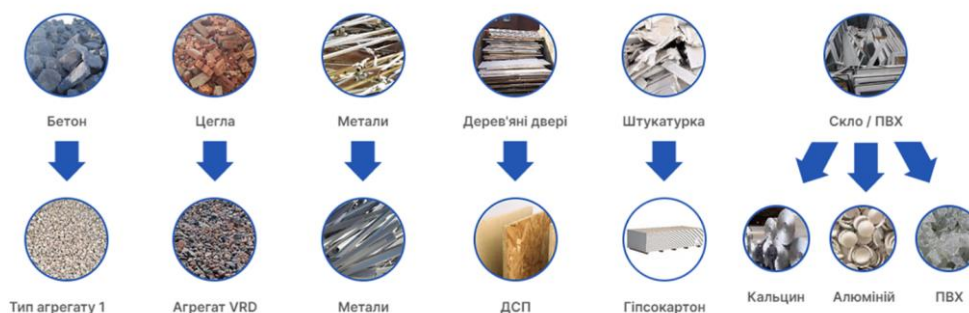 Бетон
Цегла
Метали
Дерев'яні двері
Штукатурка
Скло / ПВХ
Тип агрегату 1
Агрегат VRD
Метали
ДСП
Гіпсокартон
Кальцин
Алюміній
ПВХ